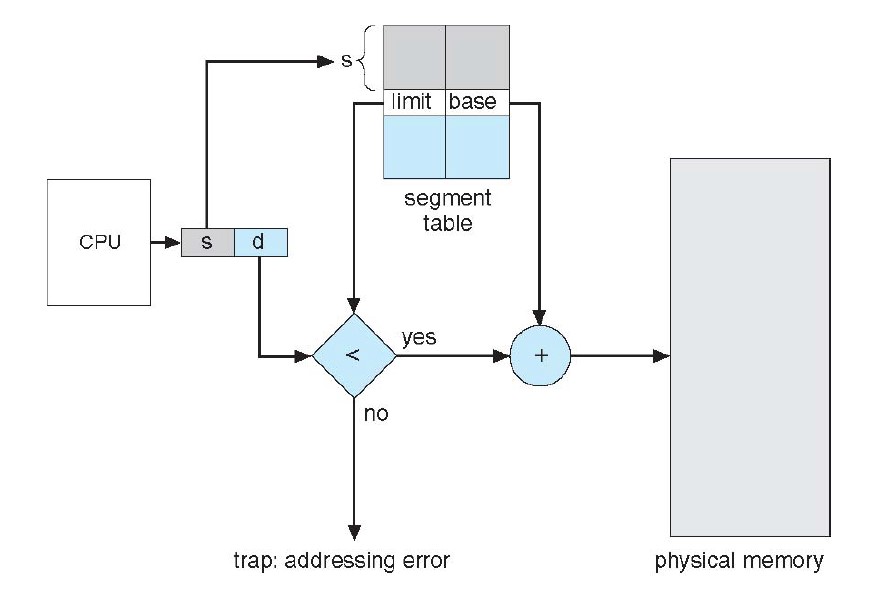 s
limit base
segment
table
CPU
s d
<
yes
+
no
trap: addressing error
physical memory